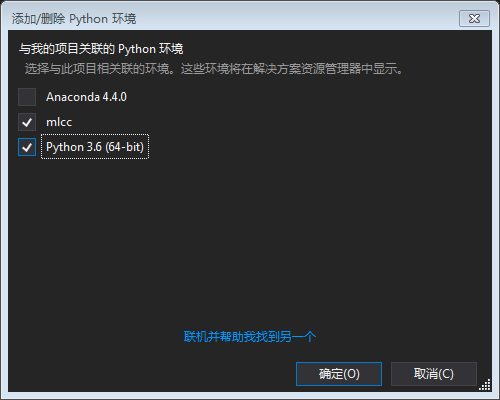 添加/删除 Python 环境
与我的项目关联的 Python 环境
选择与此项目相关联的环境。这些环境将在解决方案资源管理器中显示。
Anaconda 4.4.0
mlcc
Python 3.6 (64-bit)
联机并帮助我找到另一个
确定(O)
取消(C)